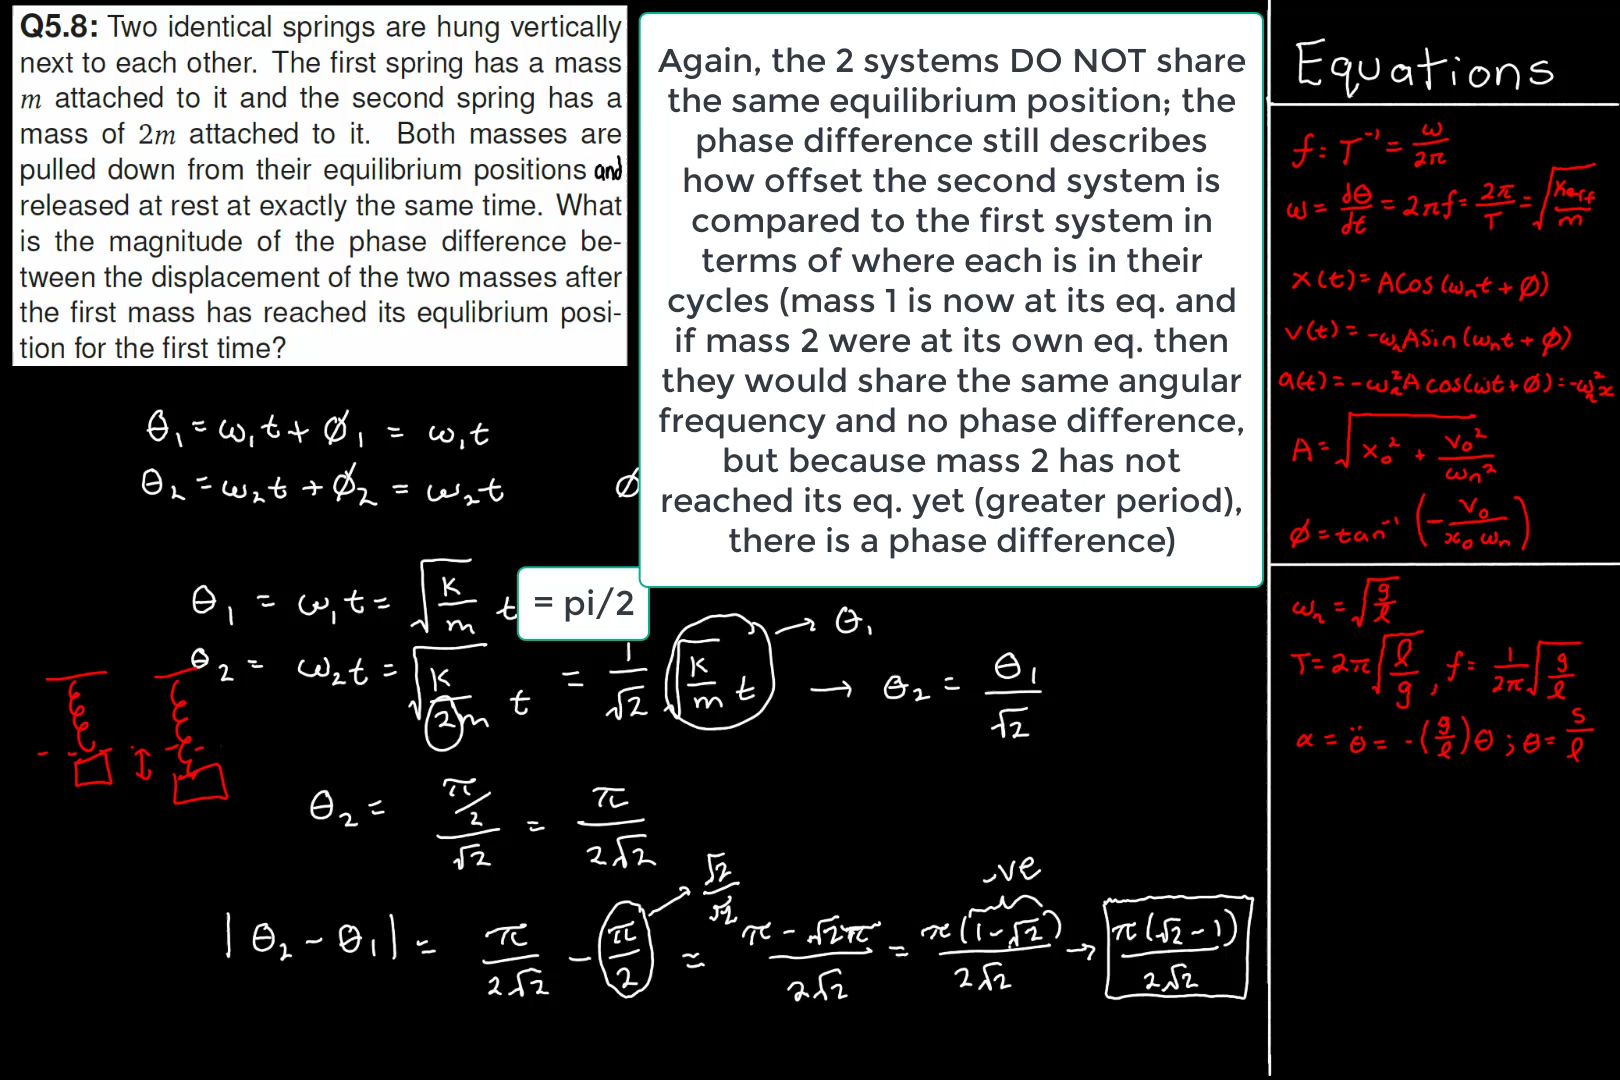 Q5.8: Two identical springs are hung vertically
next to each other. The first spring has a mass
m attached to it and the second spring has a
mass of 2m attached to it. Both masses are
pulled down from their equilibrium positions and
released at rest at exactly the same time. What
is the magnitude of the phase difference be-
tween the displacement of the two masses after
the first mass has reached its equlibrium posi-
tion for the first time?
Again, the 2 systems DO NOT share
the same equilibrium position; the
phase difference still describes
how offset the second system is
compared to the first system in
terms of where each is in their
cycles (mass 1 is now at its eq. and
if mass 2 were at its own eq. then
they would share the same angular
frequency and no phase difference,
but because mass 2 has not
reached its eq. yet (greater period),
there is a phase difference)
θ₁ = ω₁t + Ø₁ = ω₁t
θ₂ = ω₂t + Ø₂ = ω₂t Ø
θ₁ = ω₁t = √(K/m) t = pi/2
θ₂ = ω₂t = √(K/2m) t = 1/√2 √(K/m) t → θ₁ → θ₂ = θ₁/√2
θ₂ = (π/2)/√2 = π/2√2
|θ₂ - θ₁| = π/2√2 - π/2 → √2/√2 = (π - √2π)/2√2 = π(1-√2)/2√2 -ve → π(√2-1)/2√2
Equations
f = T⁻¹ = ω/2π
ω = dθ/dt = 2πf = 2π/T = √(Keff/m)
x(t) = A cos(ωₙt + Ø)
v(t) = -ωₙA sin(ωₙt + Ø)
a(t) = -ωₙ²A cos(ωt + Ø) = -ωₙ²x
A = √(x₀² + v₀²/ωₙ²)
Ø = tan⁻¹(-v₀/x₀ωₙ)
ωₙ = √(g/l)
T = 2π√(l/g), f = 1/2π √(g/l)
α = θ̈ = -(g/l)θ ; θ = s/l